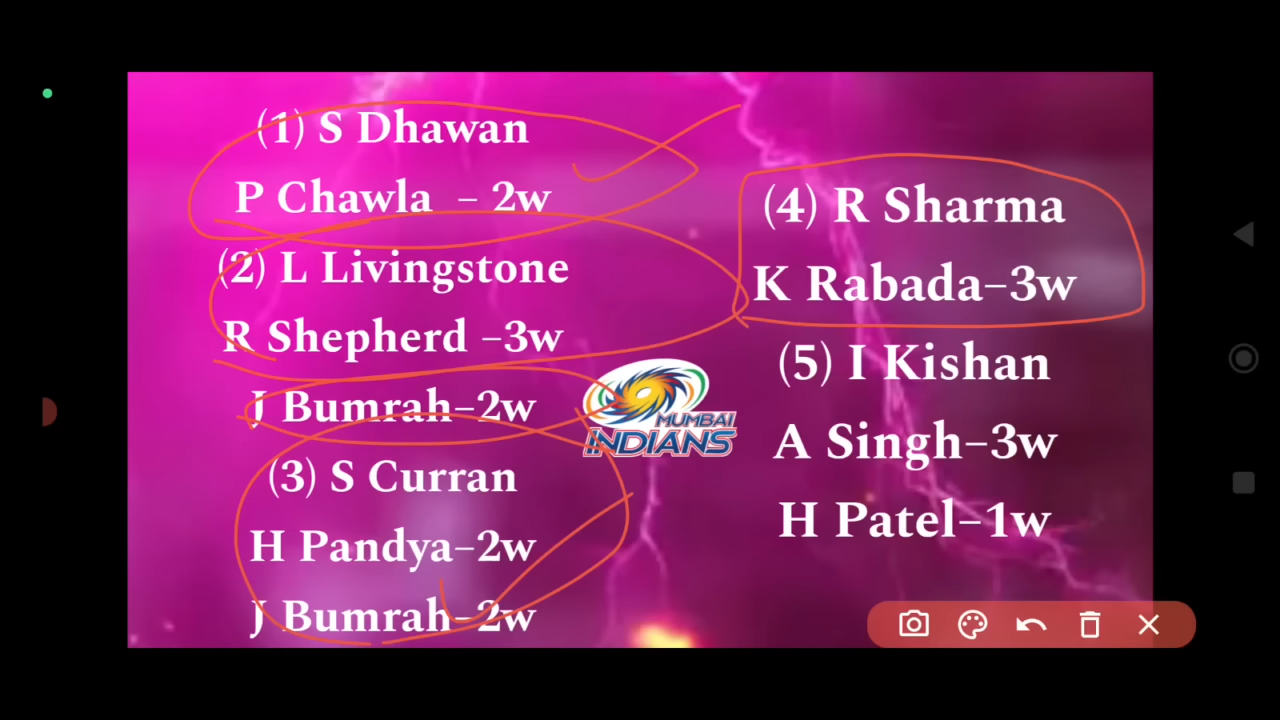 (1) S Dhawan
P Chawla – 2w
(2) L Livingstone
R Shepherd –3w
J Bumrah–2w
(3) S Curran
H Pandya–2w
J Bumrah–2w
MUMBAI
INDIANS
(4) R Sharma
K Rabada–3w
(5) I Kishan
A Singh–3w
H Patel–1w